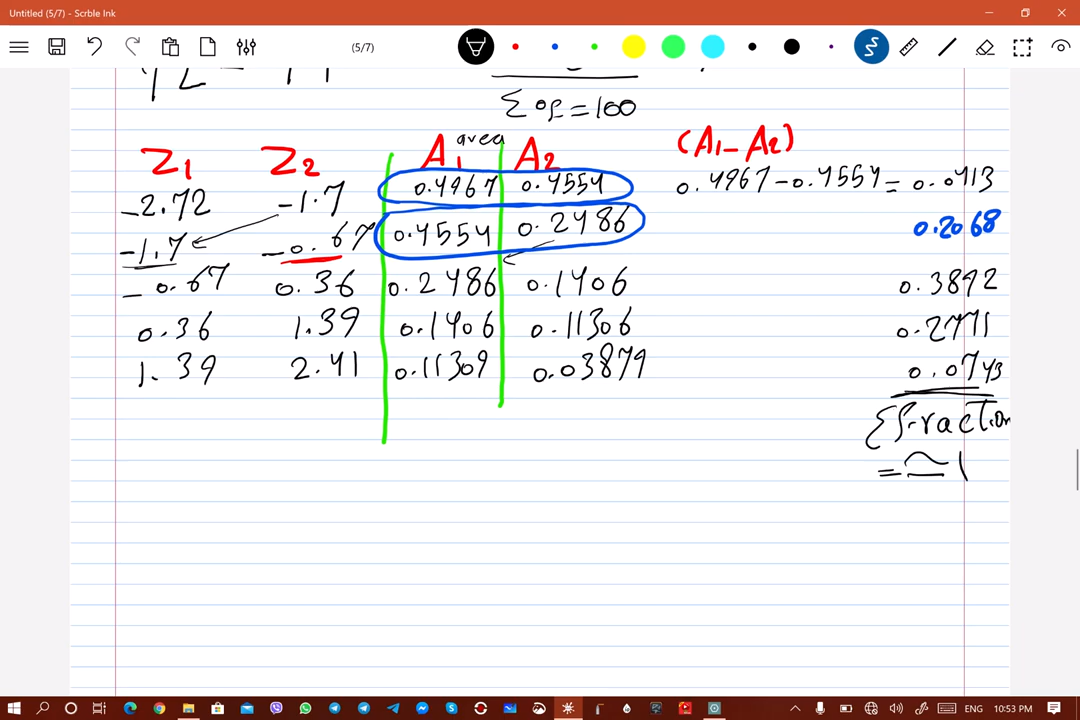 Untitled (5/7) - Scrble Ink
(5/7)
Σ of = 100
area
Z1 Z2 A1 A2 (A1 - A2)
-2.72 -1.7 0.4967 0.4554 0.4967 - 0.4554 = 0.0413
-1.7 -0.67 0.4554 0.2486 0.2068
-0.67 0.36 0.2486 0.1406 0.3892
0.36 1.39 0.1406 0.11306 0.2771
1.39 2.41 0.11309 0.03879 0.0743
Σ fraction
= ≅ 1
ENG 10:53 PM